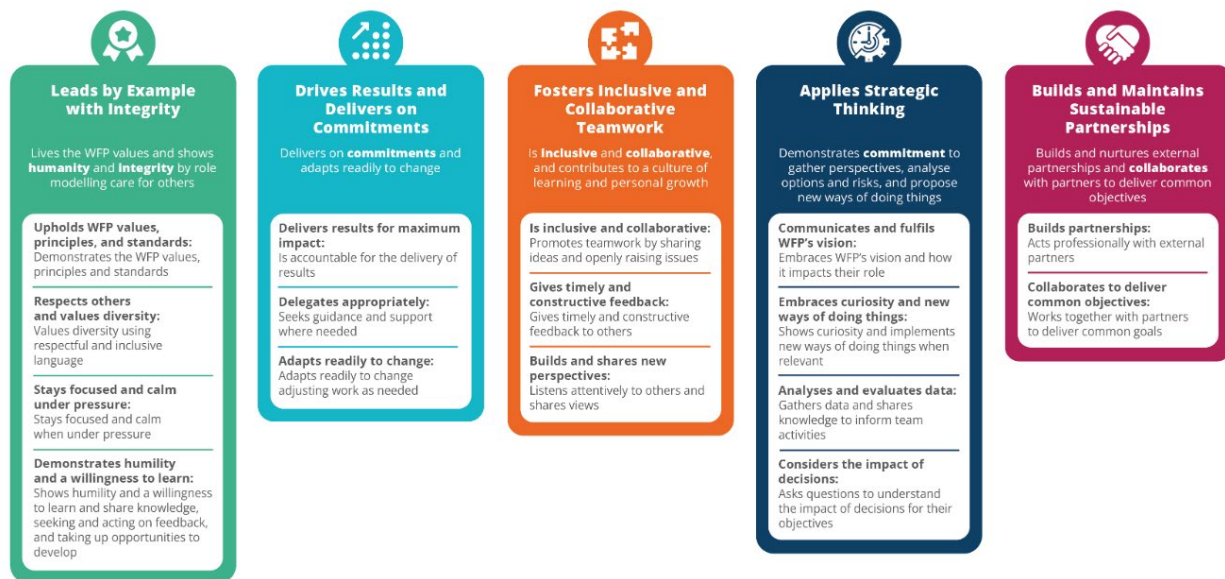 Leads by Example
with Integrity
Lives the WFP values and shows
humanity and integrity by role
modelling care for others
Upholds WFP values,
principles, and standards:
Demonstrates the WFP values,
principles and standards
Respects others
and values diversity:
Values diversity using
respectful and inclusive
language
Stays focused and calm
under pressure:
Stays focused and calm
when under pressure
Demonstrates humility
and a willingness to learn:
Shows humility and a willingness
to learn and share knowledge,
seeking and acting on feedback,
and taking up opportunities to
develop
Drives Results and
Delivers on
Commitments
Delivers on commitments and
adapts readily to change
Delivers results for maximum
impact:
Is accountable for the delivery of
results
Delegates appropriately:
Seeks guidance and support
where needed
Adapts readily to change:
Adapts readily to change
adjusting work as needed
Fosters Inclusive and
Collaborative
Teamwork
Is inclusive and collaborative,
and contributes to a culture of
learning and personal growth
Is inclusive and collaborative:
Promotes teamwork by sharing
ideas and openly raising issues
Gives timely and
constructive feedback:
Gives timely and constructive
feedback to others
Builds and shares new
perspectives:
Listens attentively to others and
shares views
Applies Strategic
Thinking
Demonstrates commitment to
gather perspectives, analyse
options and risks, and propose
new ways of doing things
Communicates and fulfils
WFP's vision:
Embraces WFP's vision and how
it impacts their role
Embraces curiosity and new
ways of doing things:
Shows curiosity and implements
new ways of doing things when
relevant
Analyses and evaluates data:
Gathers data and shares
knowledge to inform team
activities
Considers the impact of
decisions:
Asks questions to understand
the impact of decisions for their
objectives
Builds and Maintains
Sustainable
Partnerships
Builds and nurtures external
partnerships and collaborates
with partners to deliver common
objectives
Builds partnerships:
Acts professionally with external
partners
Collaborates to deliver
common objectives:
Works together with partners
to deliver common goals